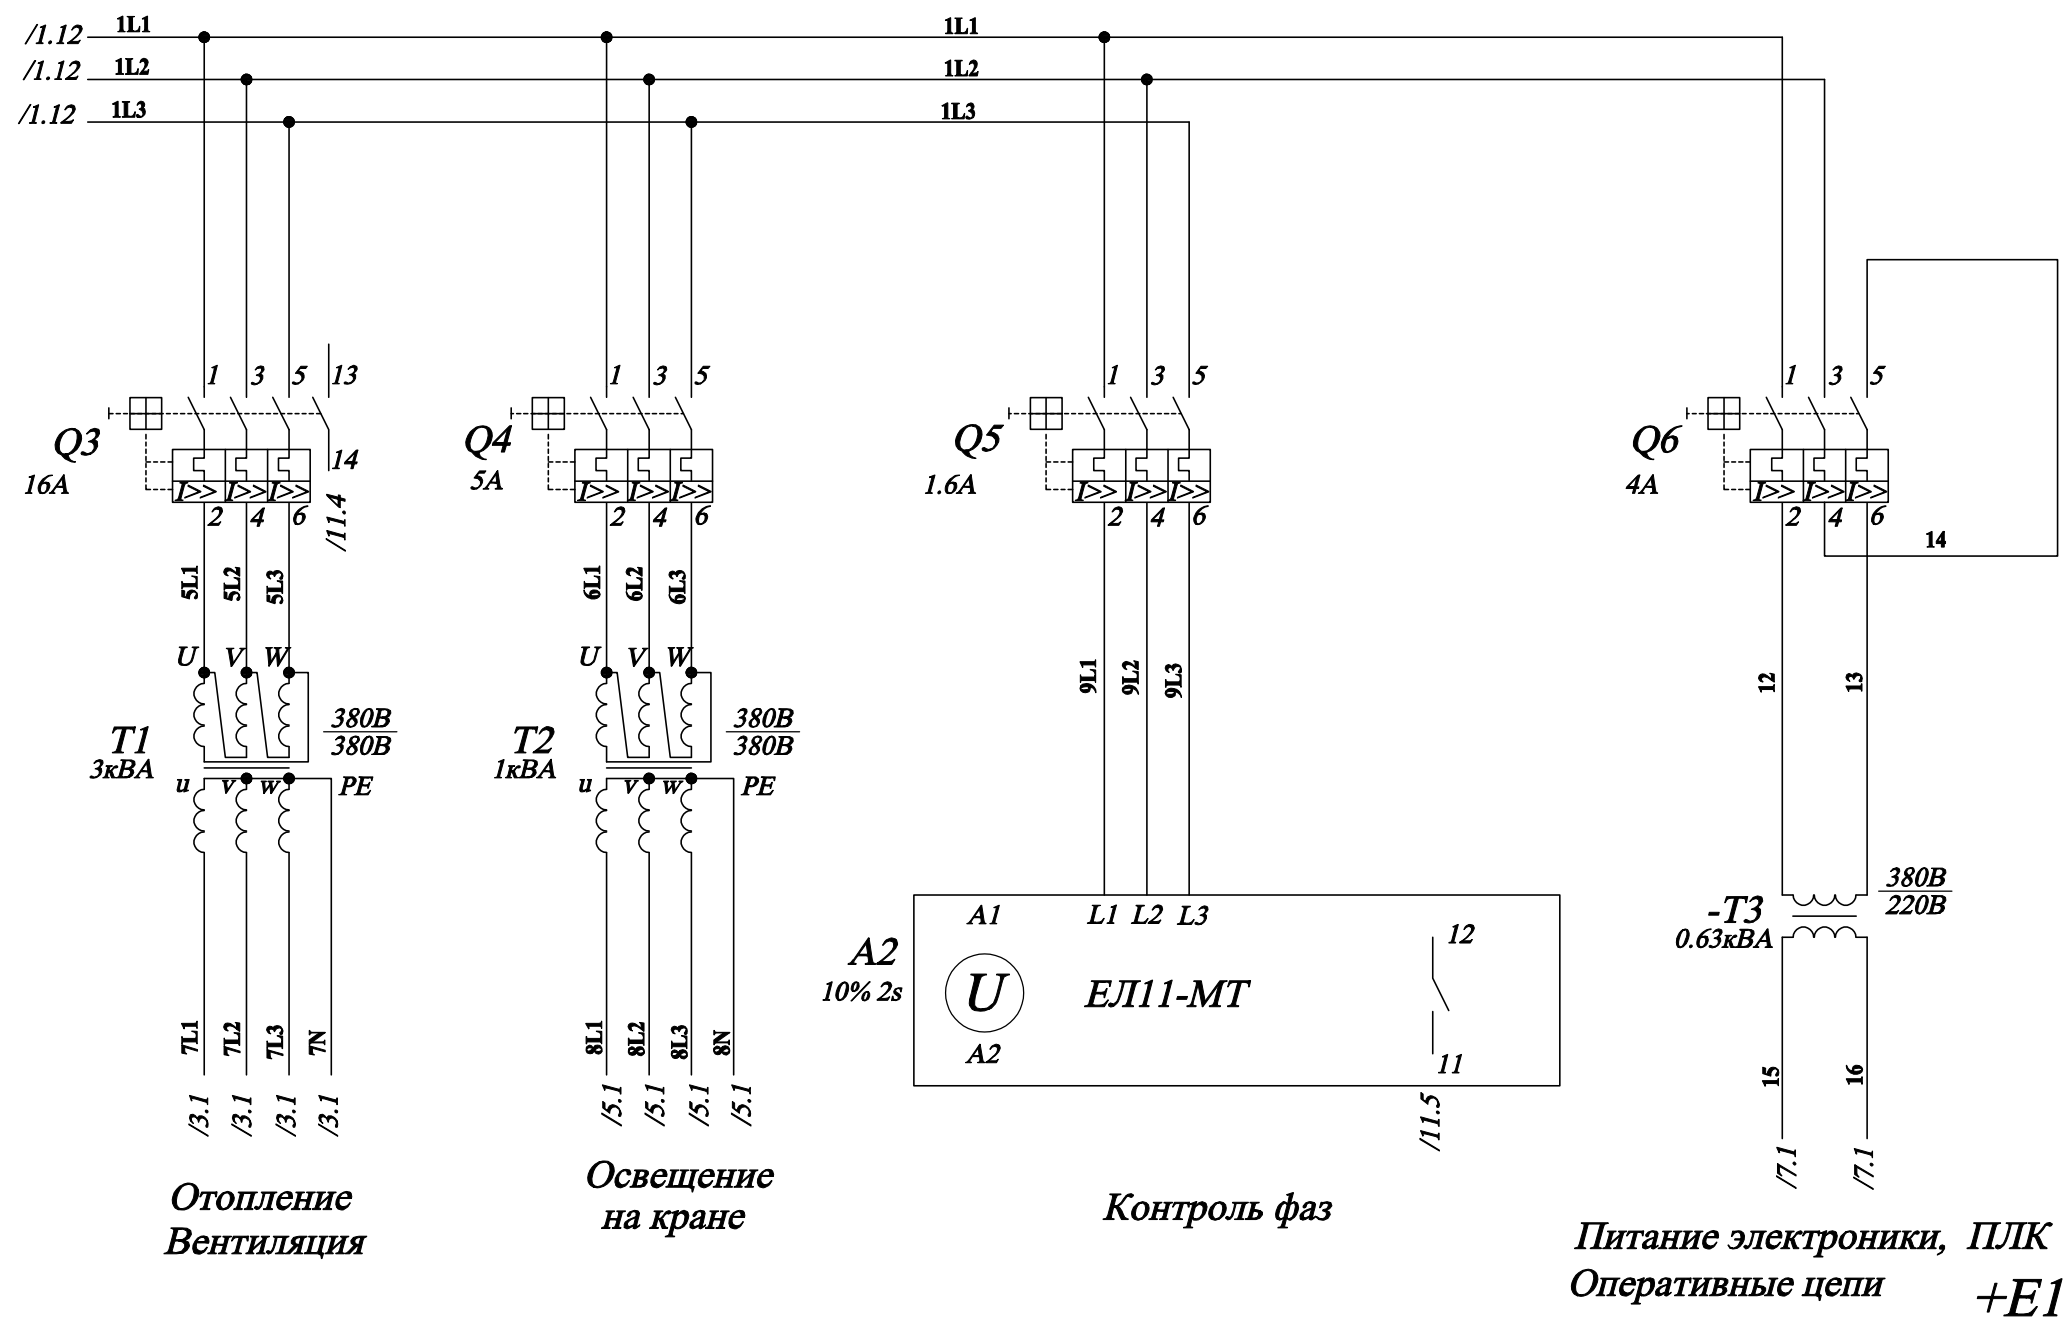 /1.12 1L1 1L1
/1.12 1L2 1L2
/1.12 1L3 1L3
1 3 5 13 1 3 5 1 3 5 1 3 5
Q3 Q4 Q5 Q6
16А 14 5А 1.6А 4А
I>> I>> I>> I>> I>> I>> I>> I>> I>> I>> I>> I>>
2 4 6 /11.4 2 4 6 2 4 6 2 4 6
14
5L1 5L2 5L3 6L1 6L2 6L3
U V W U V W 9L1 9L2 9L3 12 13
T1 380В T2 380В
3кВА 380В 1кВА 380В
u v w PE u v w PE
380В
-T3 220В
0.63кВА
A1 L1 L2 L3
12
A2
10% 2s U ЕЛ11-МТ
A2 11
7L1 7L2 7L3 7N 8L1 8L2 8L3 8N 15 16
/3.1 /3.1 /3.1 /3.1 /5.1 /5.1 /5.1 /5.1 /11.5 /7.1 /7.1
Отопление
Вентиляция
Освещение
на кране
Контроль фаз
Питание электроники, ПЛК
Оперативные цепи
+E1